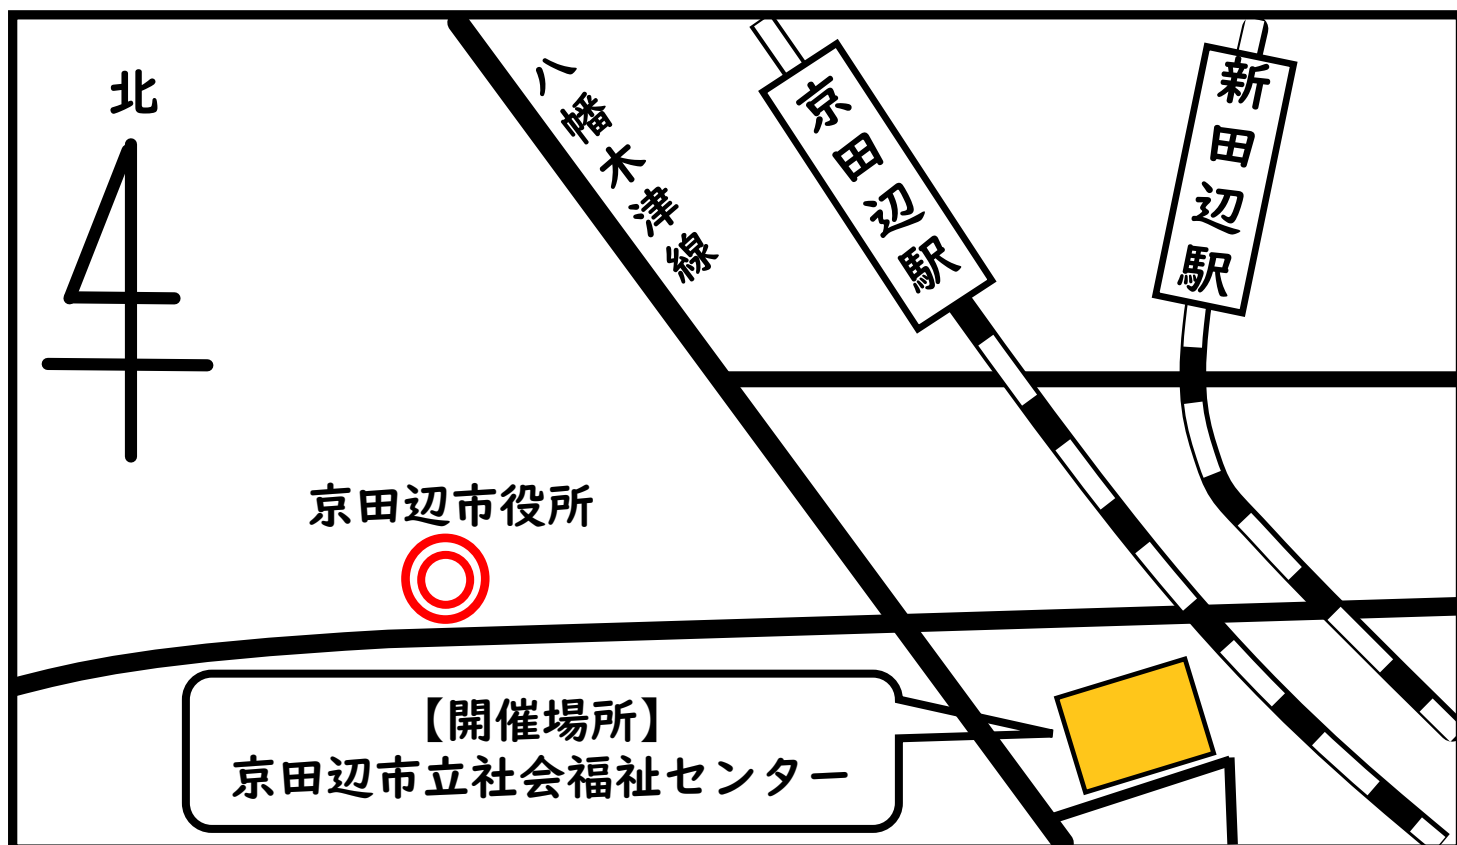 北
八幡木津線
京田辺駅
新田辺駅
京田辺市役所
【開催場所】
京田辺市立社会福祉センター